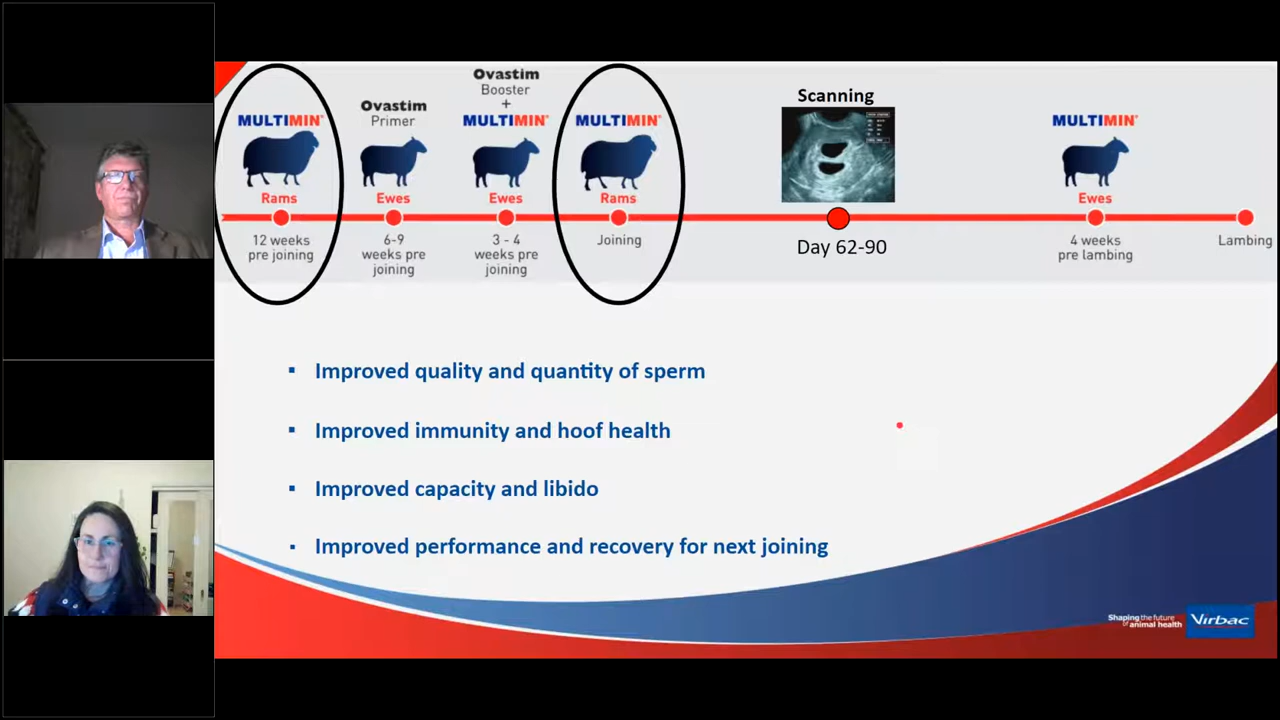 MULTIMIN®
Rams
12 weeks
pre joining
Ovastim
Primer
Ewes
6-9
weeks pre
joining
Ovastim
Booster
+
MULTIMIN®
Ewes
3 - 4
weeks pre
joining
MULTIMIN®
Rams
Joining
Scanning
Day 62-90
MULTIMIN®
Ewes
4 weeks
pre lambing
Lambing
▪ Improved quality and quantity of sperm
▪ Improved immunity and hoof health
▪ Improved capacity and libido
▪ Improved performance and recovery for next joining
Shaping the future
of animal health
Virbac